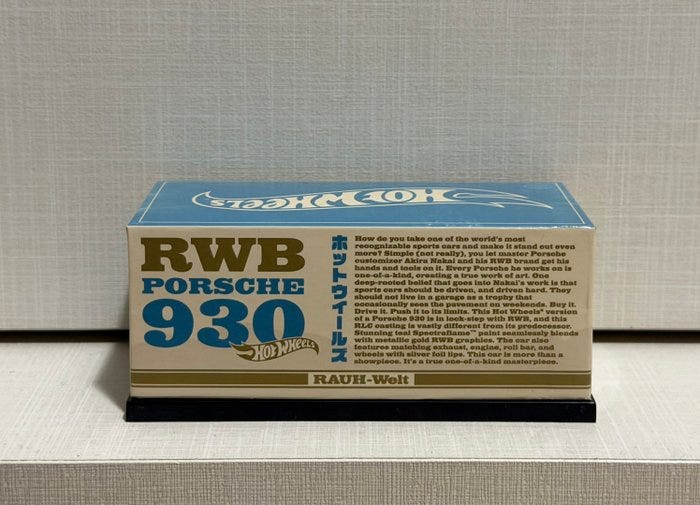 HOT WHEELS
RWB
PORSCHE
930
HOT WHEELS
ホットウィールズ
How do you take one of the world's most
recognizable sports cars and make it stand out even
more? Simple (not really), you let master Porsche
customizer Akira Nakai and his RWB brand get his
hands and tools on it. Every Porsche he works on is
one-of-a-kind, creating a true work of art. One
deep-rooted belief that goes into Nakai's work is that
sports cars should be driven, and driven hard. They
should not live in a garage as a trophy that
occasionally sees the pavement on weekends. Buy it.
Drive it. Push it to its limits. This Hot Wheels® version
of a Porsche 930 is in lock-step with RWB, and this
RLC casting is vastly different from its predecessor.
Stunning teal Spectraflame™ paint seamlessly blends
with metallic gold RWB graphics. The car also
features matching exhaust, engine, roll bar, and
wheels with silver foil lips. This car is more than a
showpiece. It's a true one-of-a-kind masterpiece.
RAUH-Welt